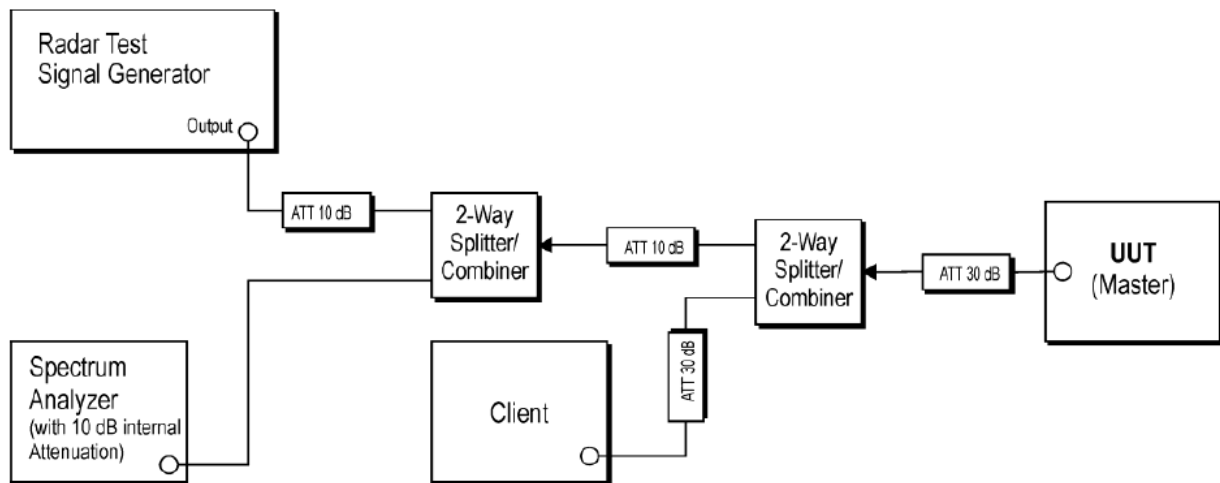 Radar Test
Signal Generator
Output
ATT 10 dB
2-Way
Splitter/
Combiner
ATT 10 dB
2-Way
Splitter/
Combiner
ATT 30 dB
UUT
(Master)
ATT 30 dB
Spectrum
Analyzer
(with 10 dB internal
Attenuation)
Client